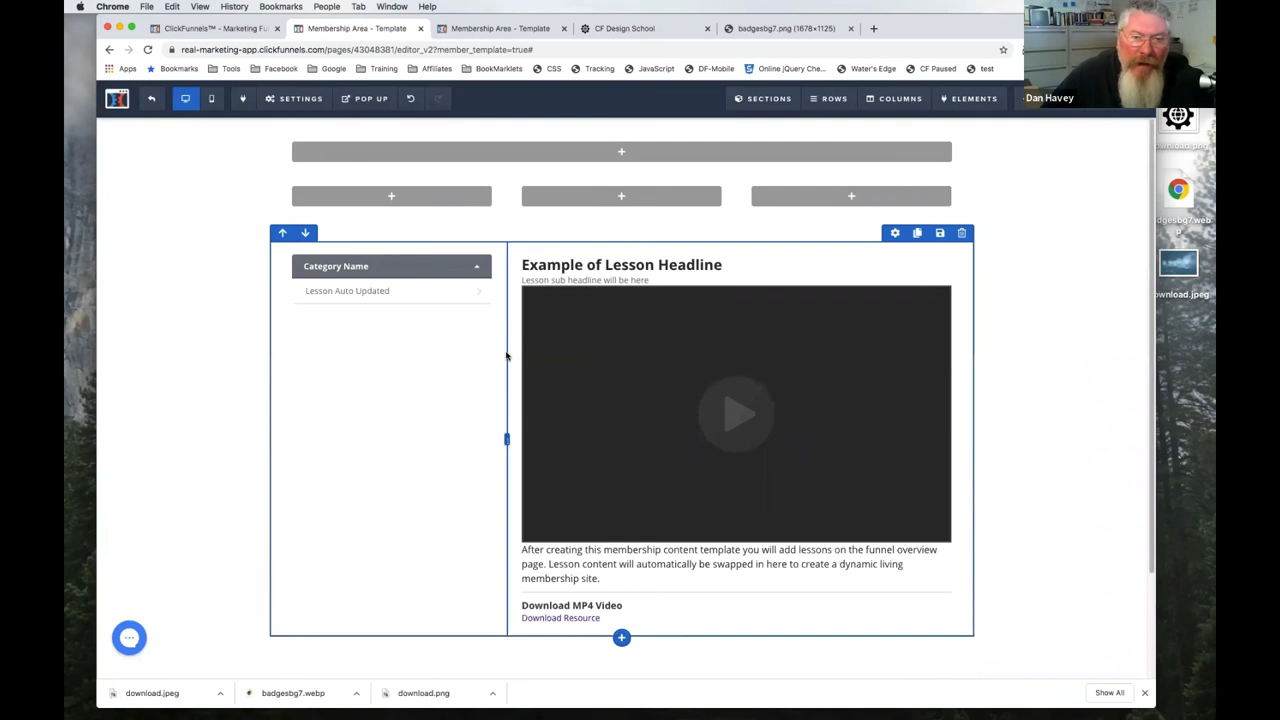 Chrome File Edit View History Bookmarks People Tab Window Help
ClickFunnels™ - Marketing Fu
Membership Area - Template
Membership Area - Template
CF Design School
badgesbg7.png (1678×1125)
real-marketing-app.clickfunnels.com/pages/43048381/editor_v2?member_template=true#
Apps Bookmarks Tools Facebook Google Training Affiliates BookMarklets CSS Tracking JavaScript DF-Mobile Online jQuery Che... Water's Edge CF Paused test
Dan Havey
SETTINGS POP UP SECTIONS ROWS COLUMNS ELEMENTS
Category Name
Lesson Auto Updated
Example of Lesson Headline
Lesson sub headline will be here
After creating this membership content template you will add lessons on the funnel overview
page. Lesson content will automatically be swapped in here to create a dynamic living
membership site.
Download MP4 Video
Download Resource
download.jpeg badgesbg7.webp download.png Show All